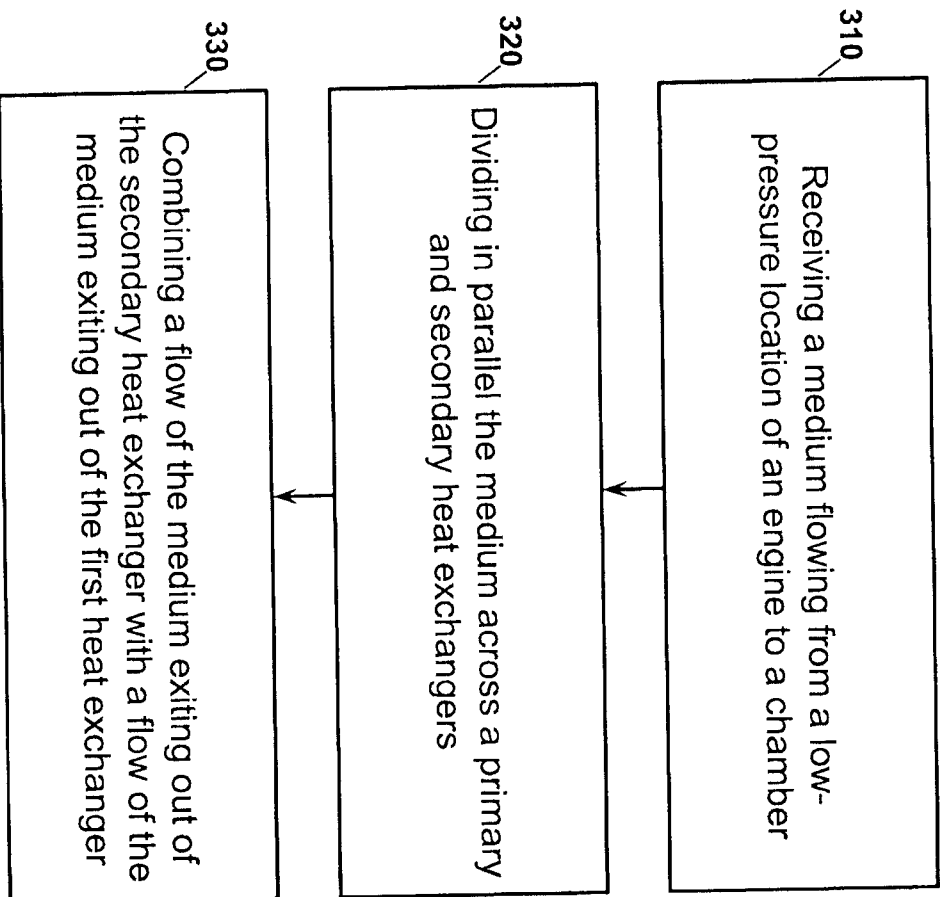 310
Receiving a medium flowing from a low-
pressure location of an engine to a chamber
320
Dividing in parallel the medium across a primary
and secondary heat exchangers
330
Combining a flow of the medium exiting out of
the secondary heat exchanger with a flow of the
medium exiting out of the first heat exchanger